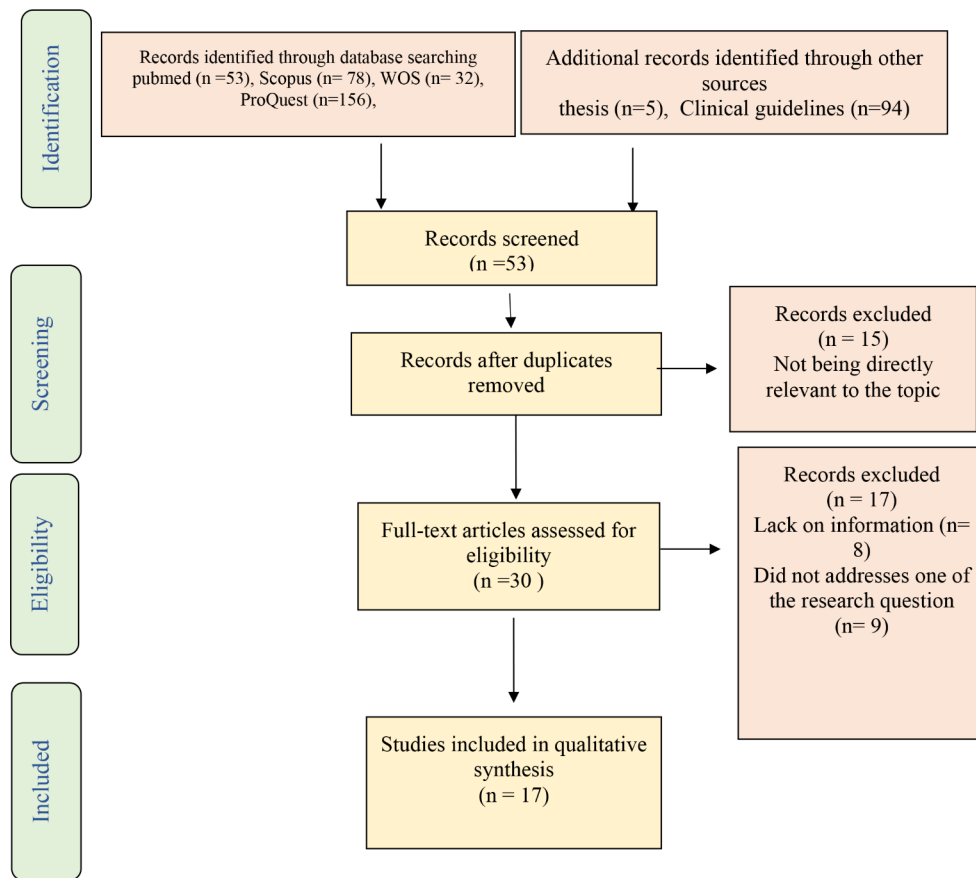 Identification
Records identified through database searching
pubmed (n =53), Scopus (n= 78), WOS (n= 32),
ProQuest (n=156),
Additional records identified through other
sources
thesis (n=5), Clinical guidelines (n=94)
Records screened
(n =53)
Screening
Records after duplicates
removed
Records excluded
(n = 15)
Not being directly
relevant to the topic
Eligibility
Full-text articles assessed for
eligibility
(n =30 )
Records excluded
(n = 17)
Lack on information (n=
8)
Did not addresses one of
the research question
(n= 9)
Included
Studies included in qualitative
synthesis
(n = 17)